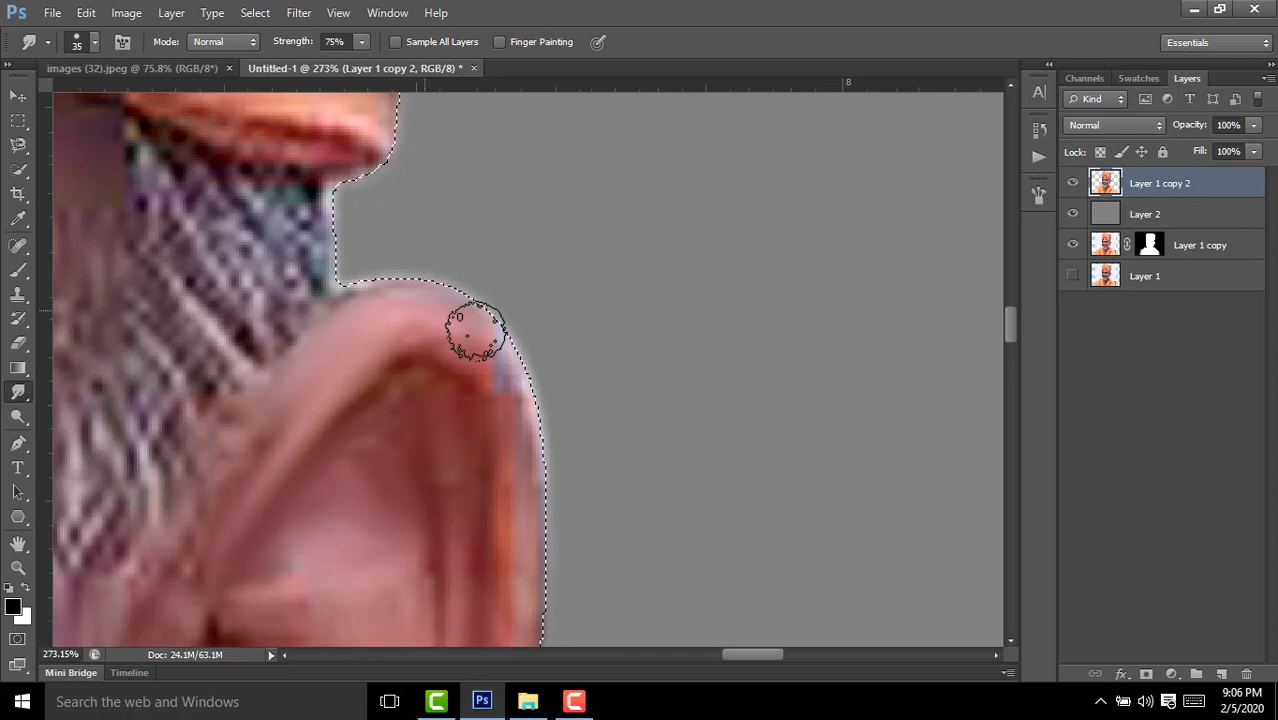 Ps File Edit Image Layer Type Select Filter 3D View Window Help
35 Mode: Normal Strength: 75% Sample All Layers Finger Painting Essentials
images (32).jpeg @ 75.8% (RGB/8*) × Untitled-1 @ 273% (Layer 1 copy 2, RGB/8) * ×
8
Channels Swatches Layers
Kind
Normal Opacity: 100%
Lock: Fill: 100%
Layer 1 copy 2
Layer 2
Layer 1 copy
Layer 1
273.15% Doc: 24.1M/63.1M
Mini Bridge Timeline
Search the web and Windows
9:06 PM
2/5/2020